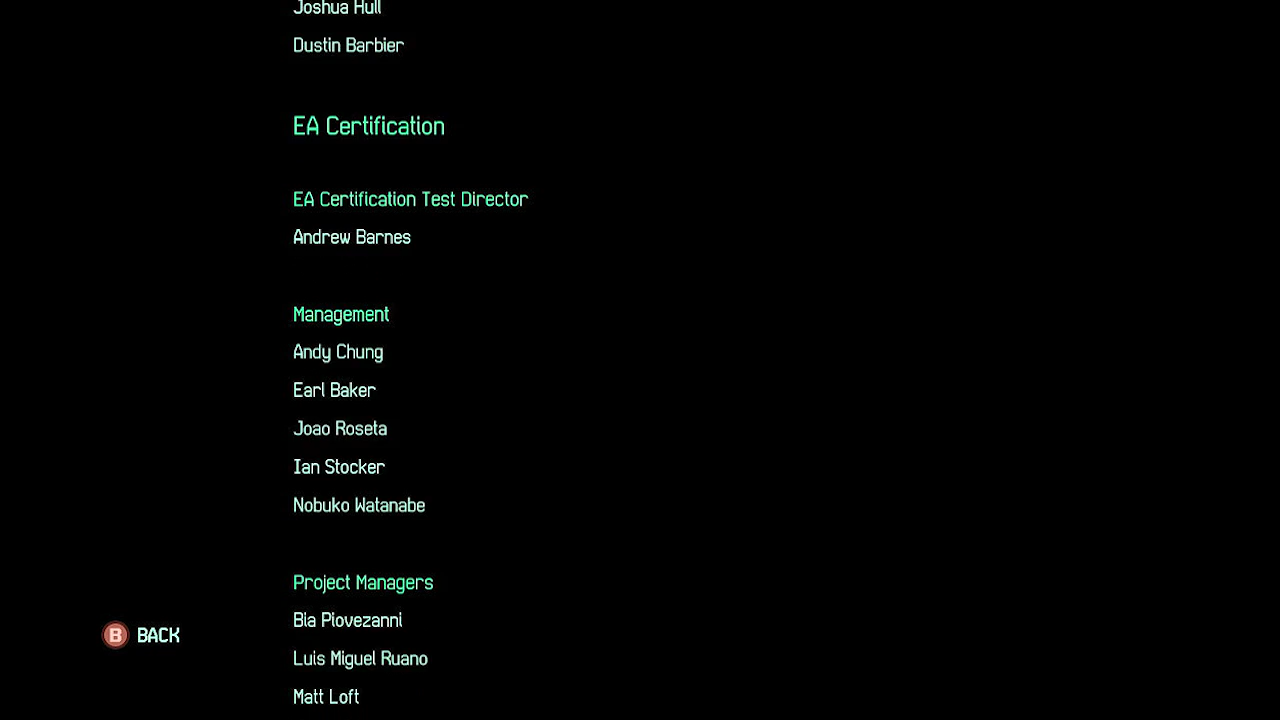 Joshua Hull
Dustin Barbier
EA Certification
EA Certification Test Director
Andrew Barnes
Management
Andy Chung
Earl Baker
Joao Roseta
Ian Stocker
Nobuko Watanabe
Project Managers
Bia Piovezanni
B BACK
Luis Miguel Ruano
Matt Loft